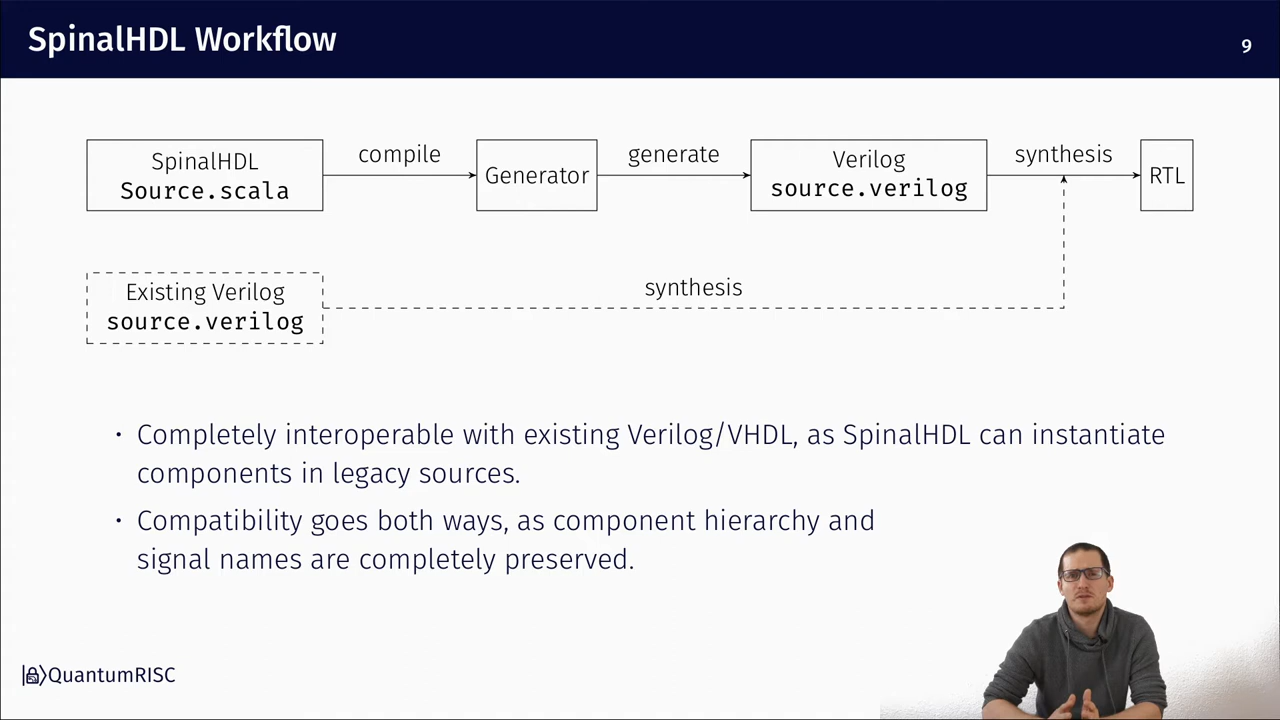 SpinalHDL Workflow
9
SpinalHDL
Source.scala
compile
Generator
generate
Verilog
source.verilog
synthesis
RTL
Existing Verilog
source.verilog
synthesis
• Completely interoperable with existing Verilog/VHDL, as SpinalHDL can instantiate
components in legacy sources.
• Compatibility goes both ways, as component hierarchy and
signal names are completely preserved.
QuantumRISC